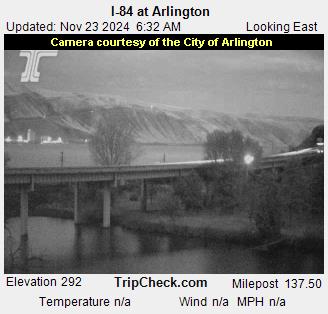 I-84 at Arlington
Updated: Nov 23 2024 6:32 AM Looking East
Camera courtesy of the City of Arlington
Elevation 292 TripCheck.com Milepost 137.50
Temperature n/a Wind n/a MPH n/a